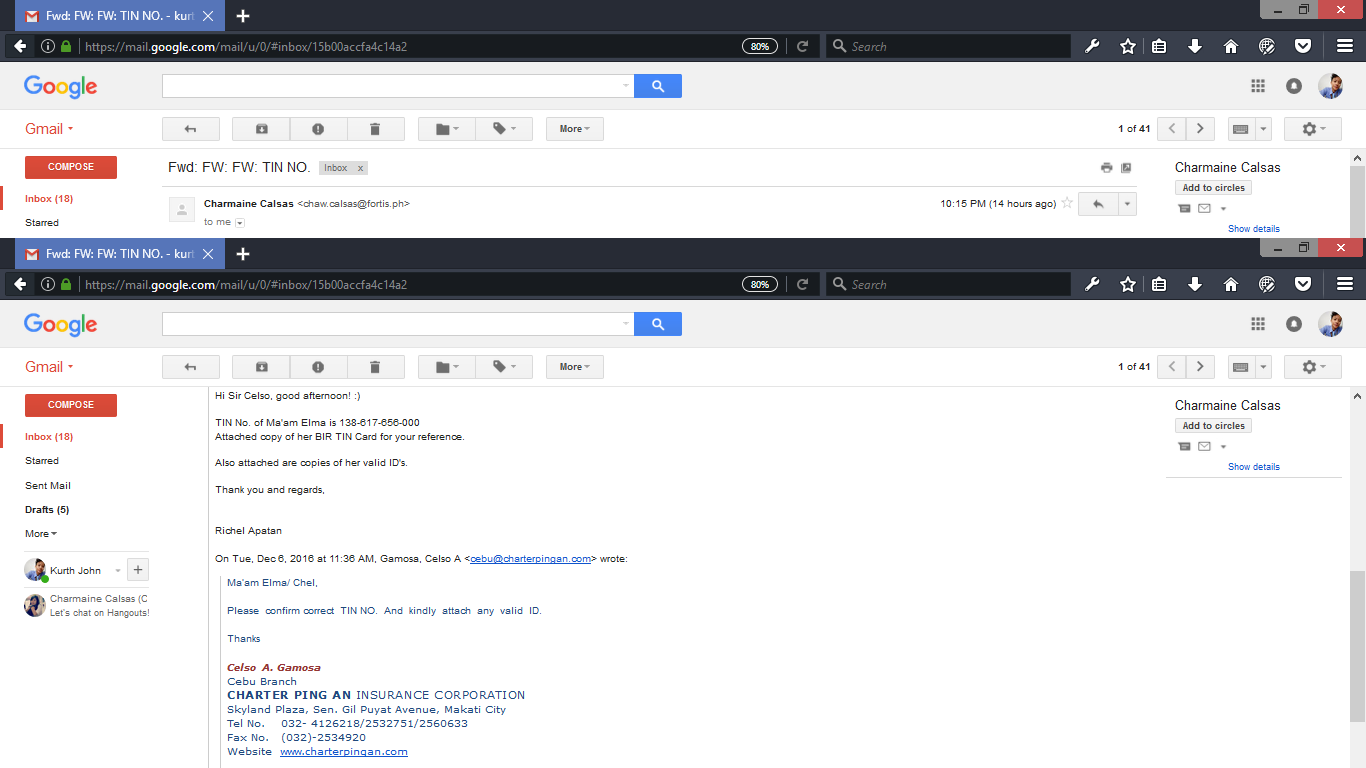 Fwd: FW: FW: TIN NO. - kurt
https://mail.google.com/mail/u/0/#inbox/15b00accfa4c14a2
80%
Search
Google
Gmail
More
1 of 41
COMPOSE
Inbox (18)
Starred
Fwd: FW: FW: TIN NO.
Inbox x
Charmaine Calsas <chaw.calsas@fortis.ph>
to me
10:15 PM (14 hours ago)
Charmaine Calsas
Add to circles
Show details
Fwd: FW: FW: TIN NO. - kurt
https://mail.google.com/mail/u/0/#inbox/15b00accfa4c14a2
80%
Search
Google
Gmail
More
1 of 41
COMPOSE
Inbox (18)
Starred
Sent Mail
Drafts (5)
More
Kurth John
Charmaine Calsas (C
Let's chat on Hangouts!
Hi Sir Celso, good afternoon! :)
TIN No. of Ma'am Elma is 138-617-656-000
Attached copy of her BIR TIN Card for your reference.
Also attached are copies of her valid ID's.
Thank you and regards,
Richel Apatan
On Tue, Dec 6, 2016 at 11:36 AM, Gamosa, Celso A <cebu@charterpingan.com> wrote:
Ma'am Elma/ Chel,
Please confirm correct TIN NO. And kindly attach any valid ID.
Thanks
Celso A. Gamosa
Cebu Branch
CHARTER PING AN INSURANCE CORPORATION
Skyland Plaza, Sen. Gil Puyat Avenue, Makati City
Tel No. 032- 4126218/2532751/2560633
Fax No. (032)-2534920
Website www.charterpingan.com
Charmaine Calsas
Add to circles
Show details